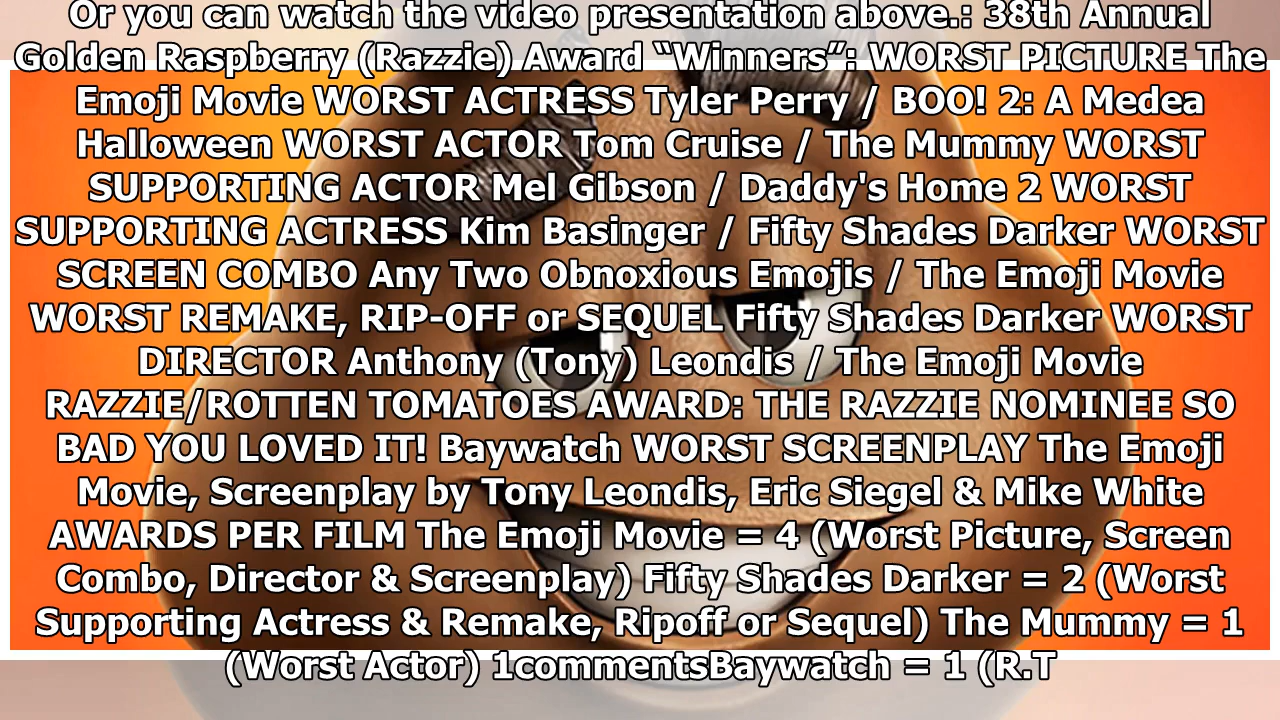 Or you can watch the video presentation above.: 38th Annual
Golden Raspberry (Razzie) Award “Winners”: WORST PICTURE The
Emoji Movie WORST ACTRESS Tyler Perry / BOO! 2: A Medea
Halloween WORST ACTOR Tom Cruise / The Mummy WORST
SUPPORTING ACTOR Mel Gibson / Daddy's Home 2 WORST
SUPPORTING ACTRESS Kim Basinger / Fifty Shades Darker WORST
SCREEN COMBO Any Two Obnoxious Emojis / The Emoji Movie
WORST REMAKE, RIP-OFF or SEQUEL Fifty Shades Darker WORST
DIRECTOR Anthony (Tony) Leondis / The Emoji Movie
RAZZIE/ROTTEN TOMATOES AWARD: THE RAZZIE NOMINEE SO
BAD YOU LOVED IT! Baywatch WORST SCREENPLAY The Emoji
Movie, Screenplay by Tony Leondis, Eric Siegel & Mike White
AWARDS PER FILM The Emoji Movie = 4 (Worst Picture, Screen
Combo, Director & Screenplay) Fifty Shades Darker = 2 (Worst
Supporting Actress & Remake, Ripoff or Sequel) The Mummy = 1
(Worst Actor) 1commentsBaywatch = 1 (R.T